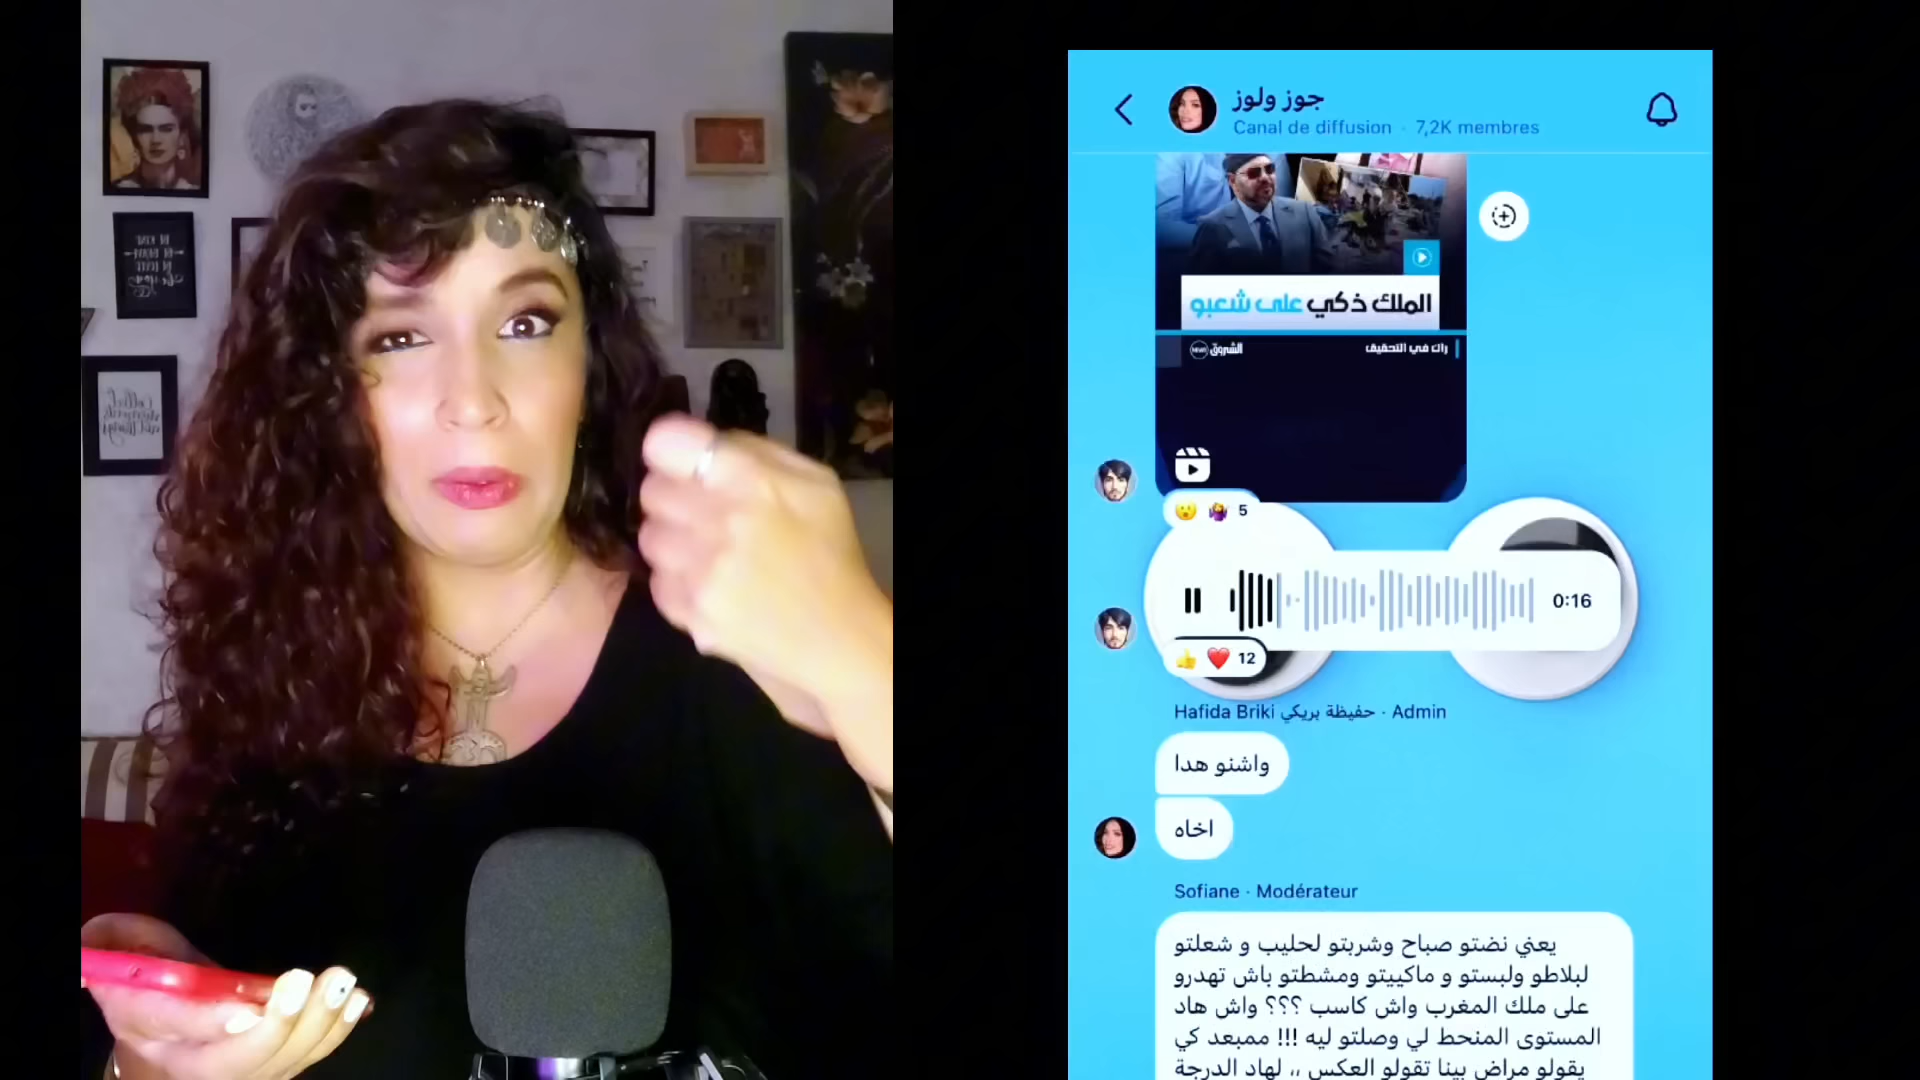 جوز ولوز
Canal de diffusion · 7,2K membres
الملك ذكي على شعبو
الشروق NEWS
راك في التحقيق
5
0:16
12
Hafida Briki حفيظة بريكي · Admin
واشنو هدا
اخاه
Sofiane · Modérateur
يعني نضتو صباح وشربتو لحليب و شعلتو
لبلاطو ولبستو و ماكييتو ومشطتو باش تهدرو
على ملك المغرب واش كاسب ؟؟؟ واش هاد
المستوى المنحط لي وصلتو ليه !!! ممبعد كي
يقولو مراض بينا تقولو العكس ،، لهاد الدرجة